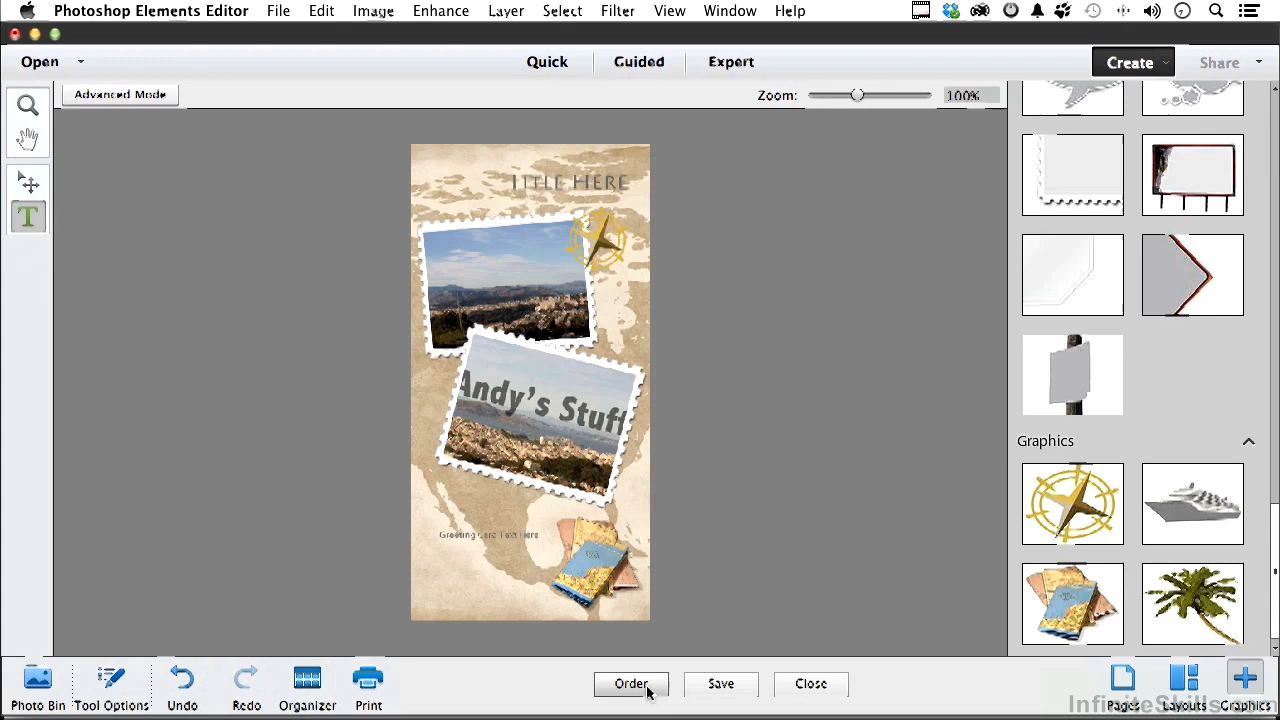 Photoshop Elements Editor File Edit Image Enhance Layer Select Filter View Window Help
Open Quick Guided Expert Create Share
Advanced Mode Zoom: 100%
TITLE HERE
Andy's Stuff
Greeting Card Text Here
Graphics
Order Save Close
Photo Bin Tool Options Undo Redo Organizer Print Pages Layouts Graphics
InfiniteSkills.com